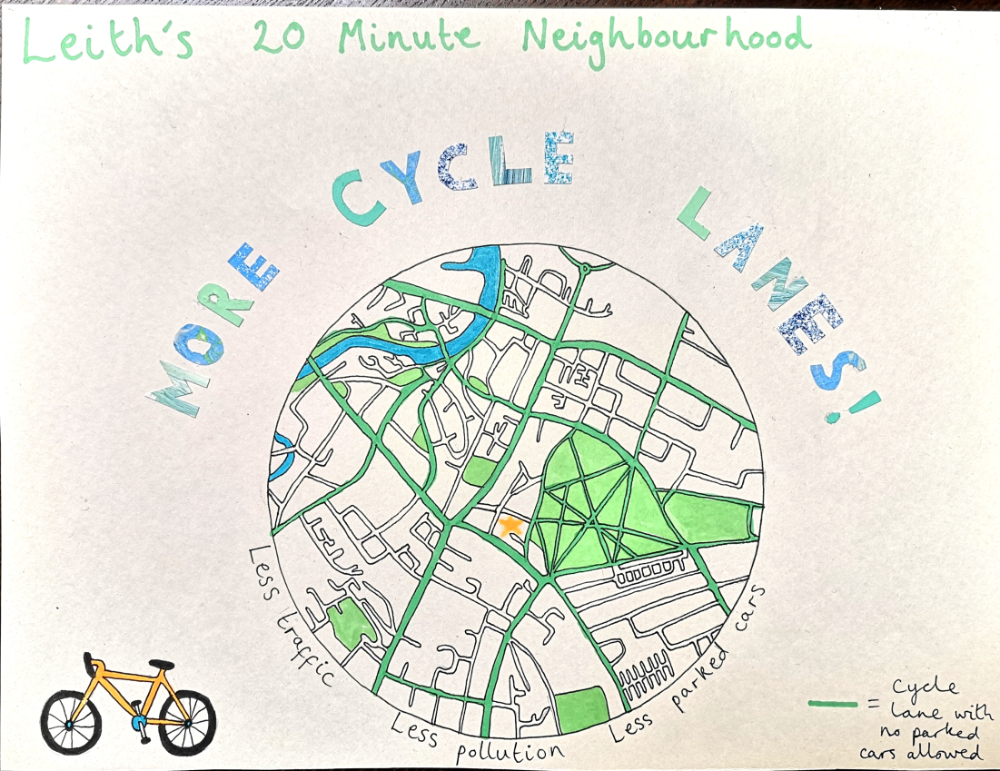 Leith's 20 Minute Neighbourhood
MORE CYCLE LANES!
Less traffic
Less pollution
Less parked cars
= Cycle
lane with
no parked
cars allowed